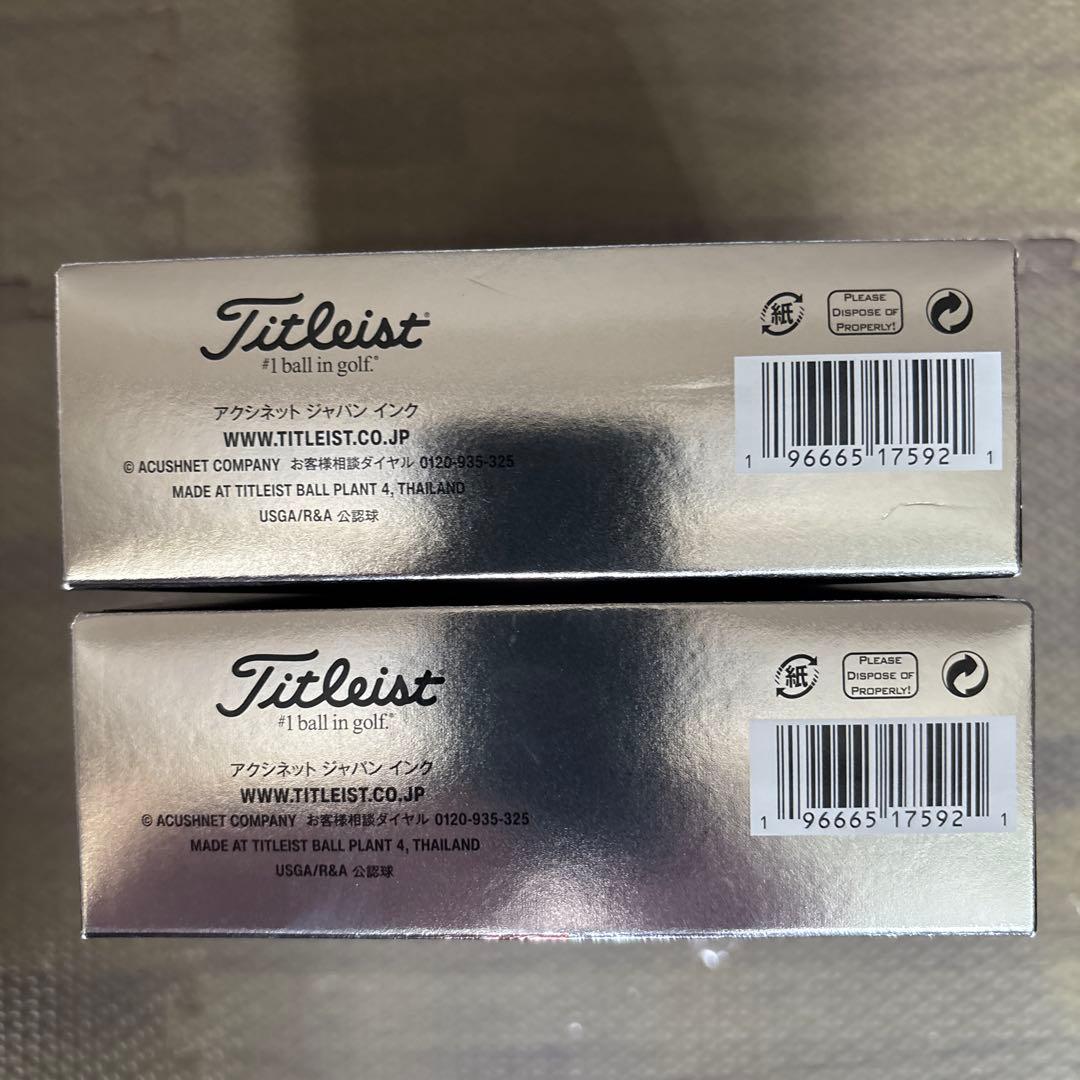 Titleist®
#1 ball in golf.®
アクシネット ジャパン インク
WWW.TITLEIST.CO.JP
© ACUSHNET COMPANY お客様相談ダイヤル 0120-935-325
MADE AT TITLEIST BALL PLANT 4, THAILAND
USGA/R&A 公認球
紙
PLEASE
DISPOSE OF
PROPERLY!
1 96665 17592 1
Titleist
#1 ball in golf.®
アクシネット ジャパン インク
WWW.TITLEIST.CO.JP
© ACUSHNET COMPANY お客様相談ダイヤル 0120-935-325
MADE AT TITLEIST BALL PLANT 4, THAILAND
USGA/R&A 公認球
紙
PLEASE
DISPOSE OF
PROPERLY!
1 96665 17592 1